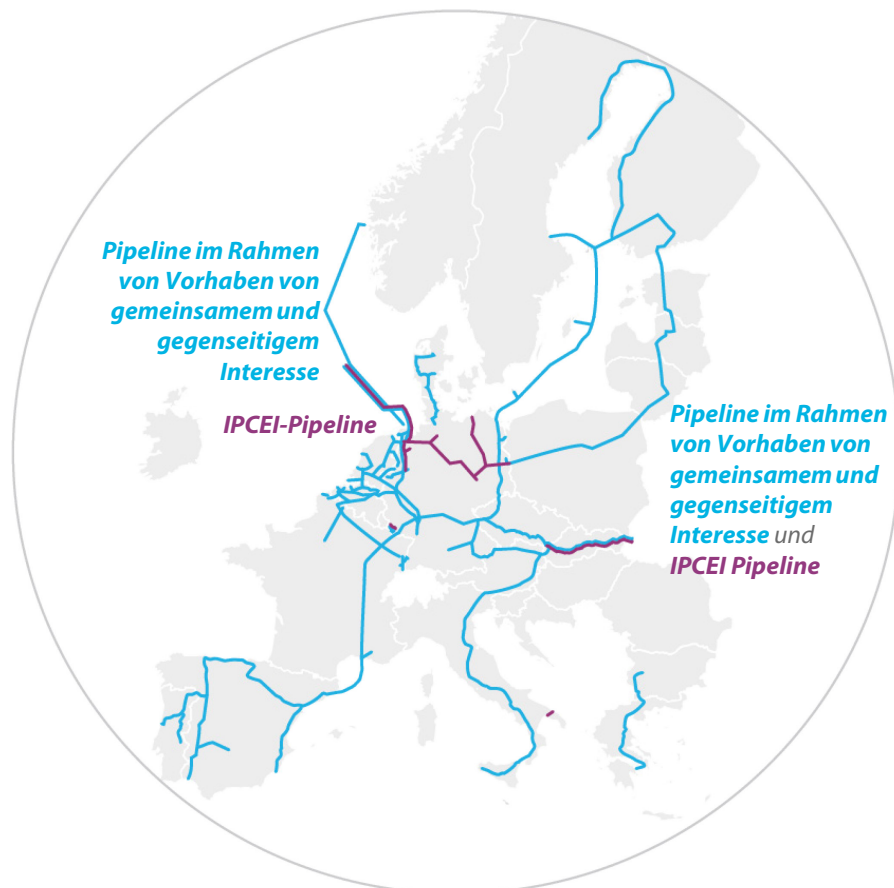 Pipeline im Rahmen
von Vorhaben von
gemeinsamem und
gegenseitigem
Interesse
IPCEI-Pipeline
Pipeline im Rahmen
von Vorhaben von
gemeinsamem und
gegenseitigem
Interesse und
IPCEI Pipeline